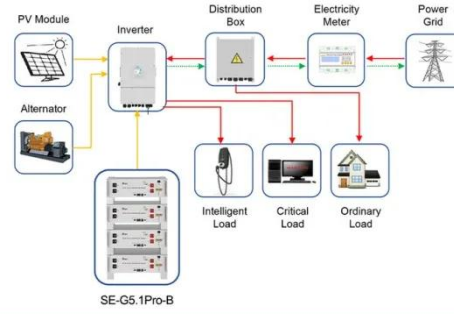 PV Module
Inverter
Distribution
Box
Electricity
Meter
Power
Grid
Alternator
Intelligent
Load
Critical
Load
Ordinary
Load
SE-G5.1Pro-B